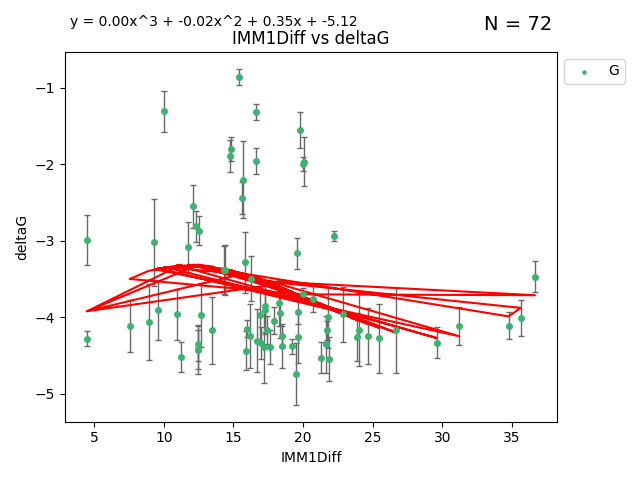 y = 0.00x^3 + -0.02x^2 + 0.35x + -5.12
N = 72
IMM1Diff vs deltaG
G
−1
−2
−3
−4
−5
deltaG
5 10 15 20 25 30 35
IMM1Diff